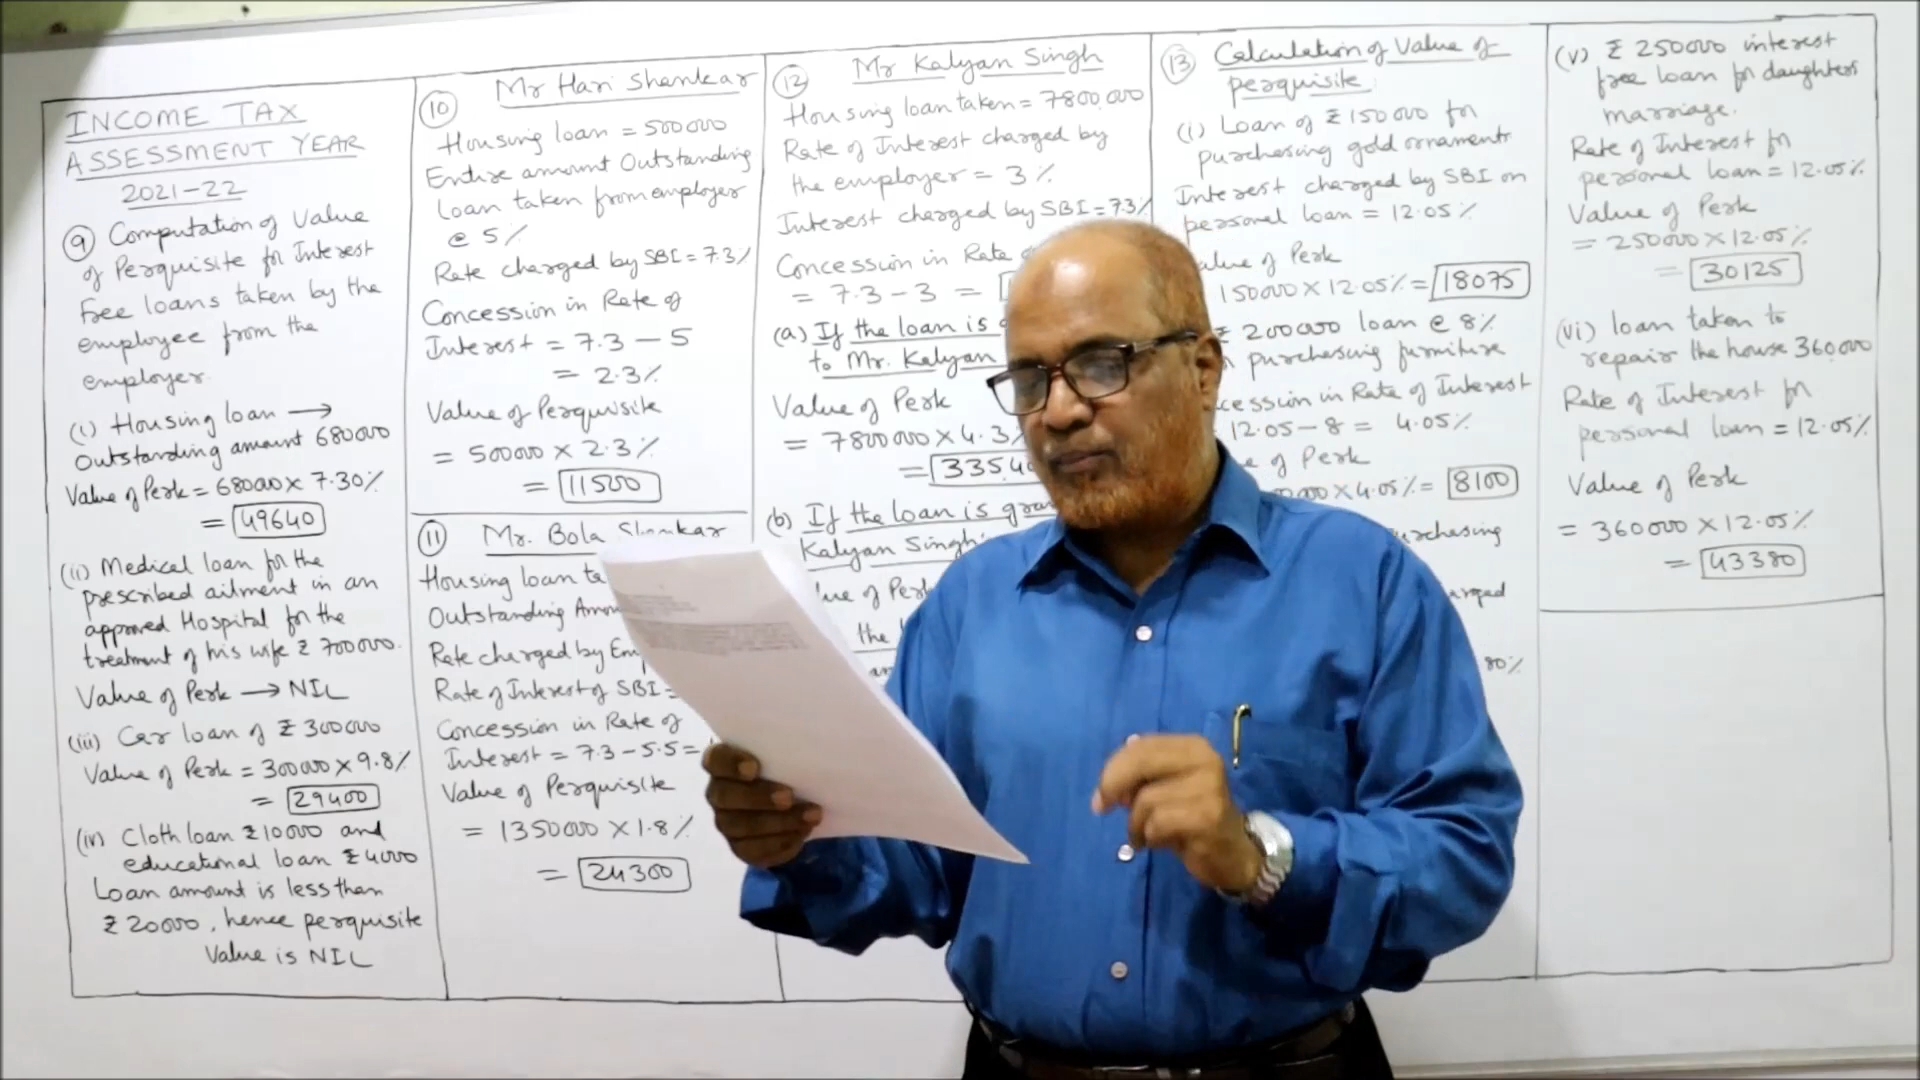 INCOME TAX
ASSESSMENT YEAR
2021-22
(9) Computation of Value
of Perquisite for Interest
Free loans taken by the
employee from the
employer.
(i) Housing loan →
Outstanding amount 680000
Value of Perk = 680000 x 7.30%
= 49640
(ii) Medical loan for the
prescribed ailment in an
approved Hospital for the
treatment of his wife ₹ 700000.
Value of Perk → NIL
(iii) Car loan of ₹ 300000
Value of Perk = 300000 x 9.8%
= 29400
(iv) Cloth loan ₹10000 and
educational loan ₹4000
Loan amount is less than
₹ 20000, hence perquisite
Value is NIL
(10) Mr Hari Shankar
Housing loan = 500000
Entire amount Outstanding
Loan taken from employer
@ 5%
Rate charged by SBI = 7.3%
Concession in Rate of
Interest = 7.3 - 5
= 2.3%
Value of Perquisite
= 500000 x 2.3%
= 11500
(11) Mr. Bola Shankar
Housing loan
Outstanding
Rate charged by
Rate of Interest of SBI =
Concession in Rate of
Interest = 7.3 - 5.5 =
Value of Perquisite
= 1350000 x 1.8%
= 24300
(12) Mr Kalyan Singh
Housing loan taken = 7800000
Rate of Interest charged by
the employer = 3%
Interest charged by SBI = 7.3%
Concession in Rate
= 7.3 - 3 =
(a) If the loan is
to Mr. Kalyan
Value of Perk
= 7800000 x 4.3%
= 33540
(b) If the loan is
Kalyan Singh's
of Perk
the
(13) Calculation of Value of
perquisite.
(i) Loan of ₹ 150000 for
purchasing gold ornaments
Interest charged by SBI on
personal loan = 12.05%
of Perk
150000 x 12.05% = 18075
₹ 200000 loan @ 8%
purchasing furniture
in Rate of Interest
12.05 - 8 = 4.05%
of Perk
x 4.05% = 8100
purchasing
80%
(v) ₹ 250000 interest
free loan for daughters
marriage.
Rate of Interest for
personal loan = 12.05%
Value of Perk
= 250000 x 12.05%
= 30125
(vi) loan taken to
repair the house 360000
Rate of Interest for
personal loan = 12.05%
Value of Perk
= 360000 x 12.05%
= 43380